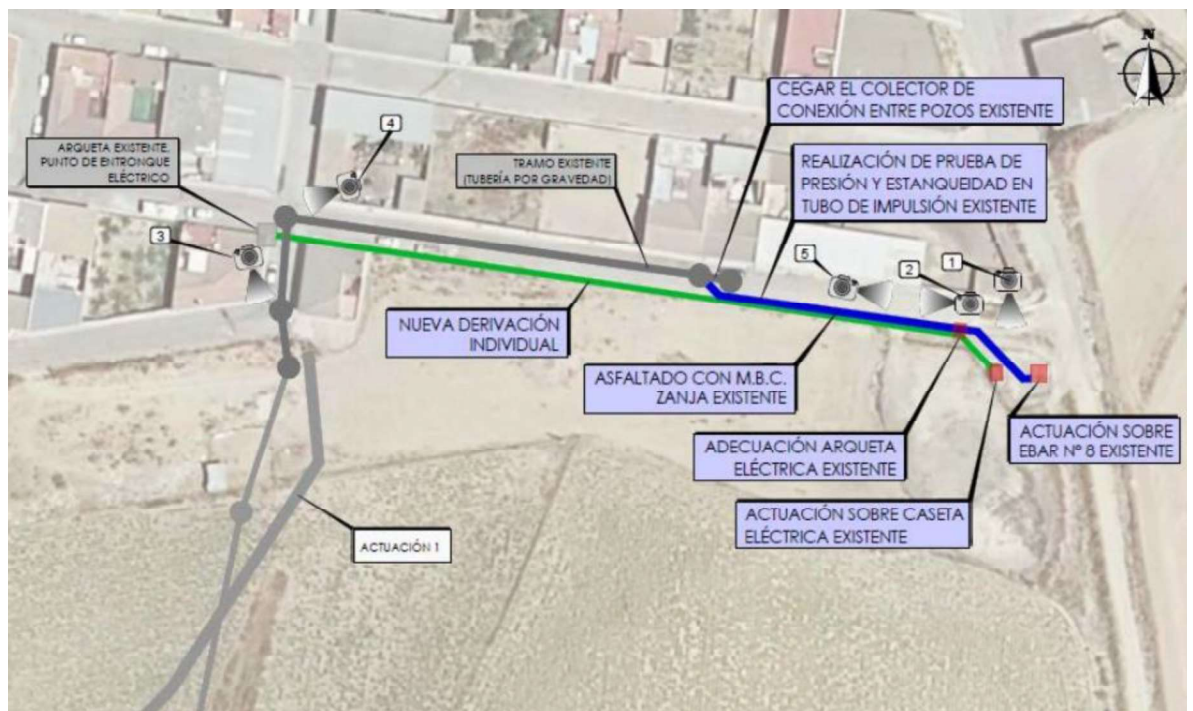 N
CEGAR EL COLECTOR DE
CONEXIÓN ENTRE POZOS EXISTENTE
4
ARQUETA EXISTENTE,
PUNTO DE ENTRONQUE
ELÉCTRICO
TRAMO EXISTENTE
(TUBERÍA POR GRAVEDAD)
REALIZACIÓN DE PRUEBA DE
PRESIÓN Y ESTANQUEIDAD EN
TUBO DE IMPULSIÓN EXISTENTE
3
5
2
1
NUEVA DERIVACIÓN
INDIVIDUAL
ASFALTADO CON M.B.C.
ZANJA EXISTENTE
ADECUACIÓN ARQUETA
ELÉCTRICA EXISTENTE
ACTUACIÓN SOBRE
EBAR Nº 8 EXISTENTE
ACTUACIÓN SOBRE CASETA
ELÉCTRICA EXISTENTE
ACTUACIÓN 1